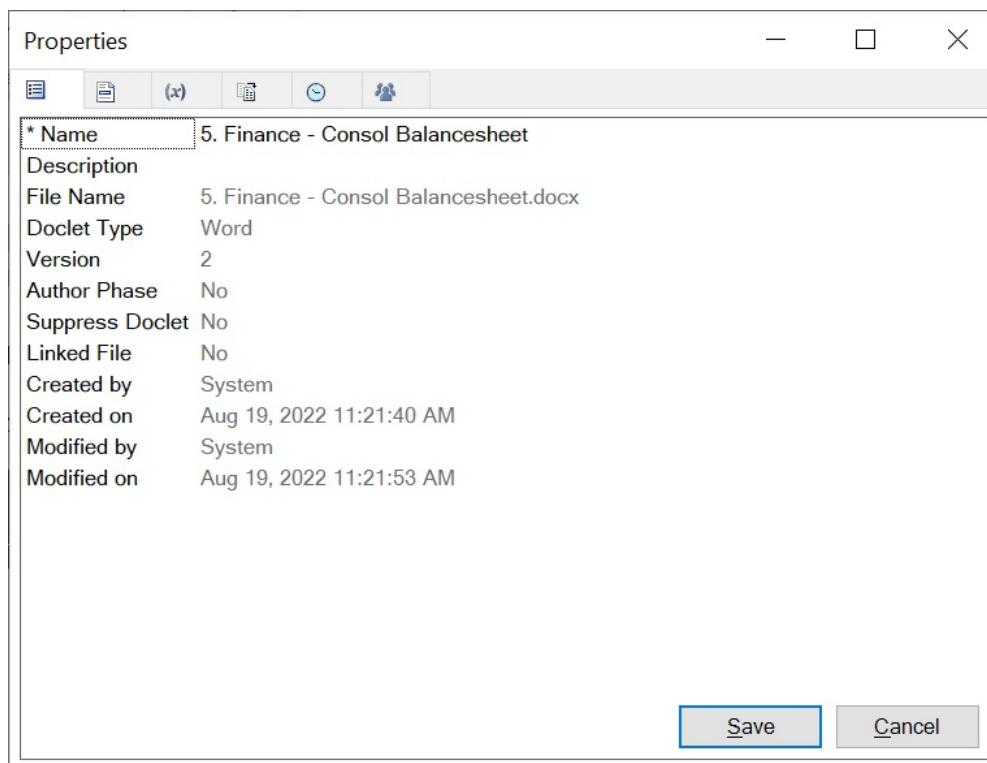 Properties
(x)
* Name 5. Finance - Consol Balancesheet
Description
File Name 5. Finance - Consol Balancesheet.docx
Doclet Type Word
Version 2
Author Phase No
Suppress Doclet No
Linked File No
Created by System
Created on Aug 19, 2022 11:21:40 AM
Modified by System
Modified on Aug 19, 2022 11:21:53 AM
Save Cancel